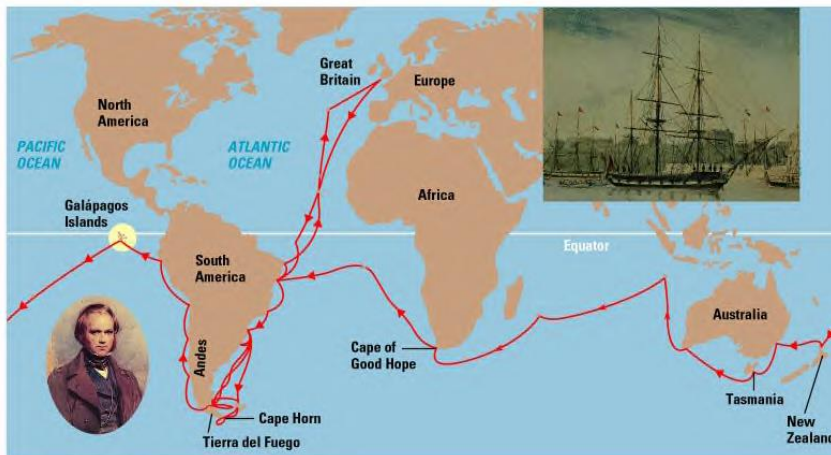 Great
Britain
Europe
North
America
PACIFIC
OCEAN
ATLANTIC
OCEAN
Galápagos
Islands
Africa
Equator
South
America
Andes
Australia
Cape of
Good Hope
Cape Horn
Tierra del Fuego
Tasmania
New
Zealand